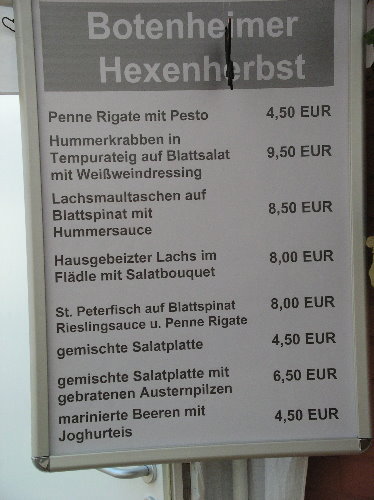 Botenheimer
Hexenherbst
Penne Rigate mit Pesto 4,50 EUR
Hummerkrabben in
Tempurateig auf Blattsalat 9,50 EUR
mit Weißweindressing
Lachsmaultaschen auf
Blattspinat mit 8,50 EUR
Hummersauce
Hausgebeizter Lachs im 8,00 EUR
Flädle mit Salatbouquet
St. Peterfisch auf Blattspinat 8,00 EUR
Rieslingsauce u. Penne Rigate
gemischte Salatplatte 4,50 EUR
gemischte Salatplatte mit 6,50 EUR
gebratenen Austernpilzen
marinierte Beeren mit 4,50 EUR
Joghurteis